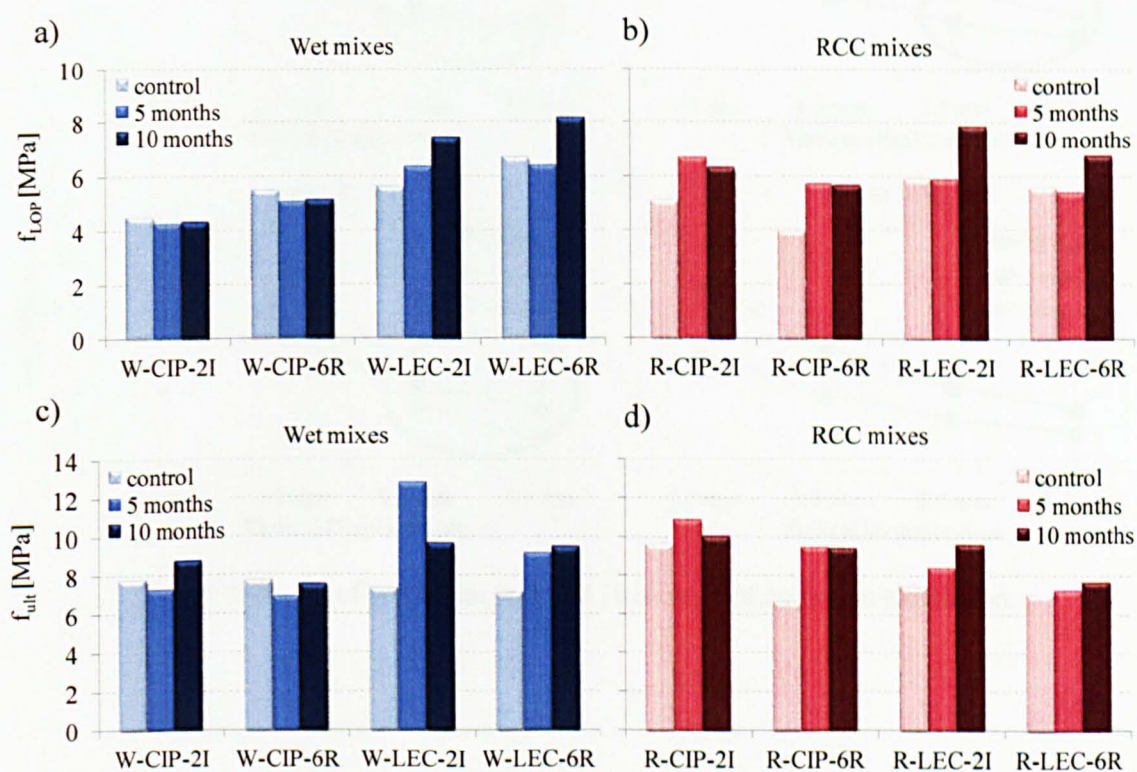 a)
Wet mixes
10
8
6
4
2
0
f_LOP [MPa]
control
5 months
10 months
W-CIP-2I
W-CIP-6R
W-LEC-2I
W-LEC-6R
b)
RCC mixes
control
5 months
10 months
R-CIP-2I
R-CIP-6R
R-LEC-2I
R-LEC-6R
c)
Wet mixes
14
12
10
8
6
4
2
0
f_ult [MPa]
control
5 months
10 months
W-CIP-2I
W-CIP-6R
W-LEC-2I
W-LEC-6R
d)
RCC mixes
control
5 months
10 months
R-CIP-2I
R-CIP-6R
R-LEC-2I
R-LEC-6R